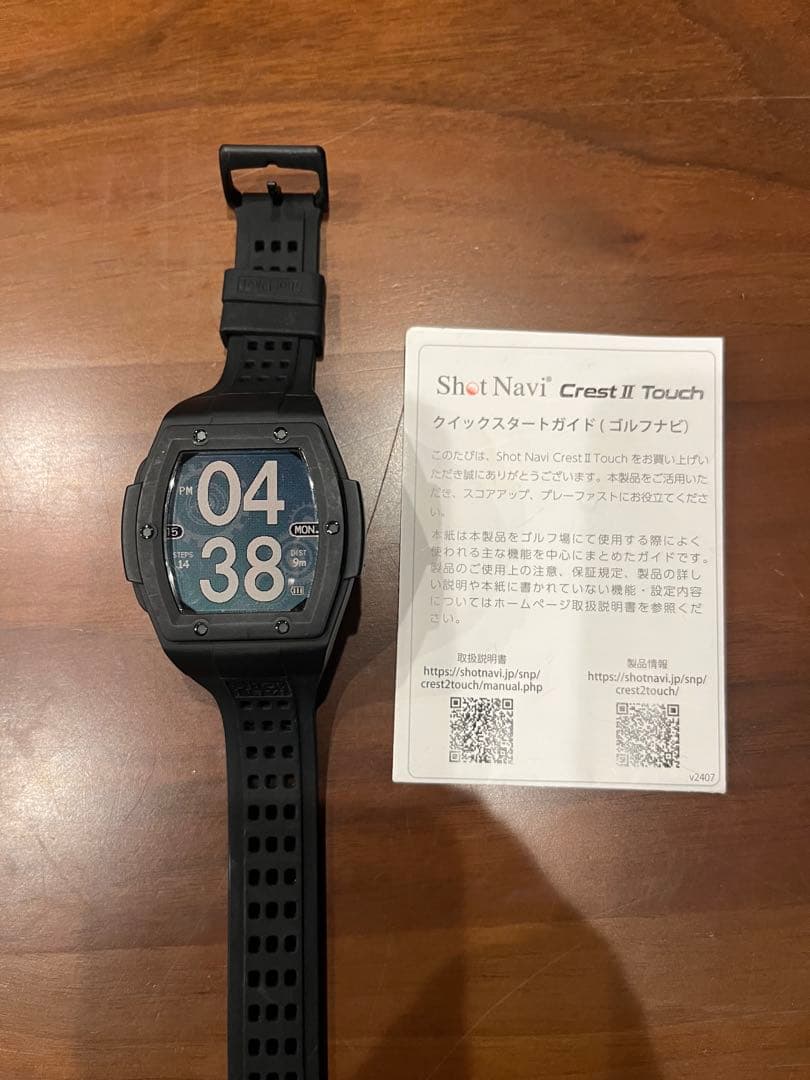 PM
04
15
MON.
STEPS
14
38
DIST
9m
Shot Navi® Crest II Touch
クイックスタートガイド ( ゴルフナビ)
このたびは、Shot Navi Crest II Touch をお買い上げい
ただき誠にありがとうございます。本製品をご活用いた
だき、スコアアップ、プレーファストにお役立てくださ
い。
本紙は本製品をゴルフ場にて使用する際によく
使われる主な機能を中心にまとめたガイドです。
製品のご使用上の注意、保証規定、製品の詳し
い説明や本紙に書かれていない機能・設定内容
についてはホームページ取扱説明書を参照くだ
さい。
取扱説明書
https://shotnavi.jp/snp/
crest2touch/manual.php
製品情報
https://shotnavi.jp/snp/
crest2touch/
v2407